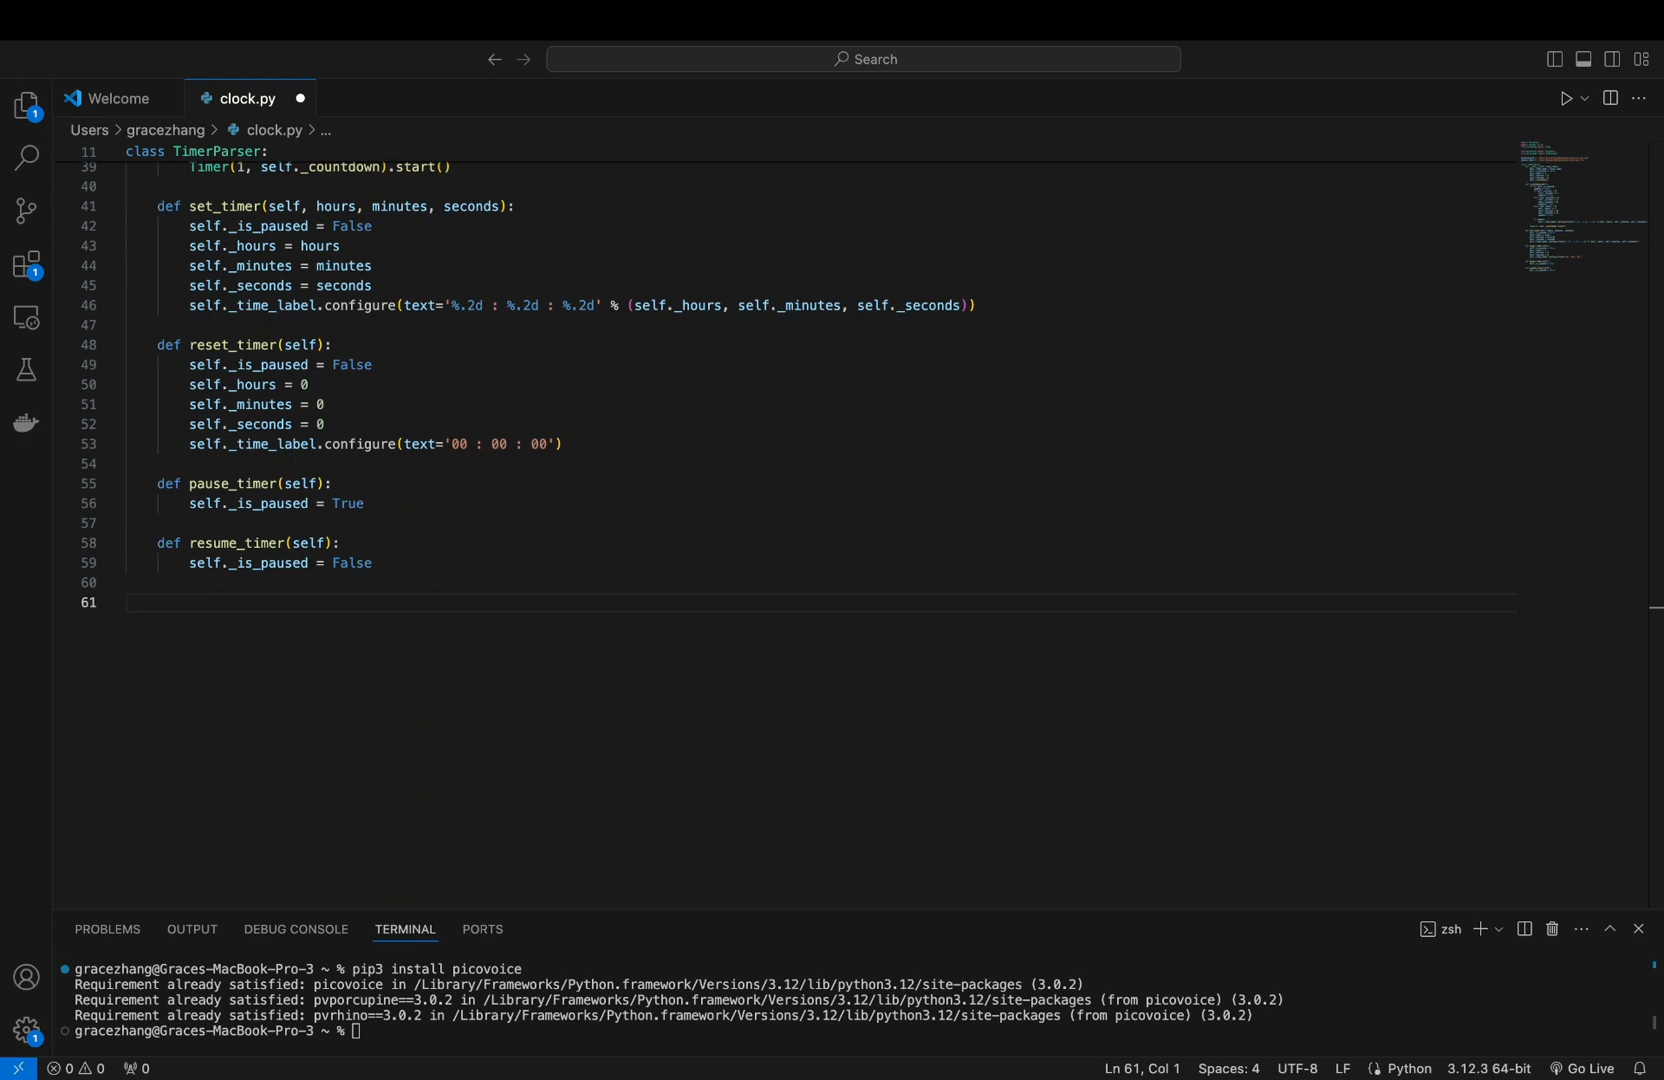 Search
Welcome
clock.py
Users > gracezhang > clock.py > ...
11 class TimerParser:
39 Timer(1, self._countdown).start()
40
41 def set_timer(self, hours, minutes, seconds):
42 self._is_paused = False
43 self._hours = hours
44 self._minutes = minutes
45 self._seconds = seconds
46 self._time_label.configure(text='%.2d : %.2d : %.2d' % (self._hours, self._minutes, self._seconds))
47
48 def reset_timer(self):
49 self._is_paused = False
50 self._hours = 0
51 self._minutes = 0
52 self._seconds = 0
53 self._time_label.configure(text='00 : 00 : 00')
54
55 def pause_timer(self):
56 self._is_paused = True
57
58 def resume_timer(self):
59 self._is_paused = False
60
61
1
1
1
PROBLEMS OUTPUT DEBUG CONSOLE TERMINAL PORTS
zsh
gracezhang@Graces-MacBook-Pro-3 ~ % pip3 install picovoice
Requirement already satisfied: picovoice in /Library/Frameworks/Python.framework/Versions/3.12/lib/python3.12/site-packages (3.0.2)
Requirement already satisfied: pvporcupine==3.0.2 in /Library/Frameworks/Python.framework/Versions/3.12/lib/python3.12/site-packages (from picovoice) (3.0.2)
Requirement already satisfied: pvrhino==3.0.2 in /Library/Frameworks/Python.framework/Versions/3.12/lib/python3.12/site-packages (from picovoice) (3.0.2)
gracezhang@Graces-MacBook-Pro-3 ~ %
0 0 0 Ln 61, Col 1 Spaces: 4 UTF-8 LF Python 3.12.3 64-bit Go Live